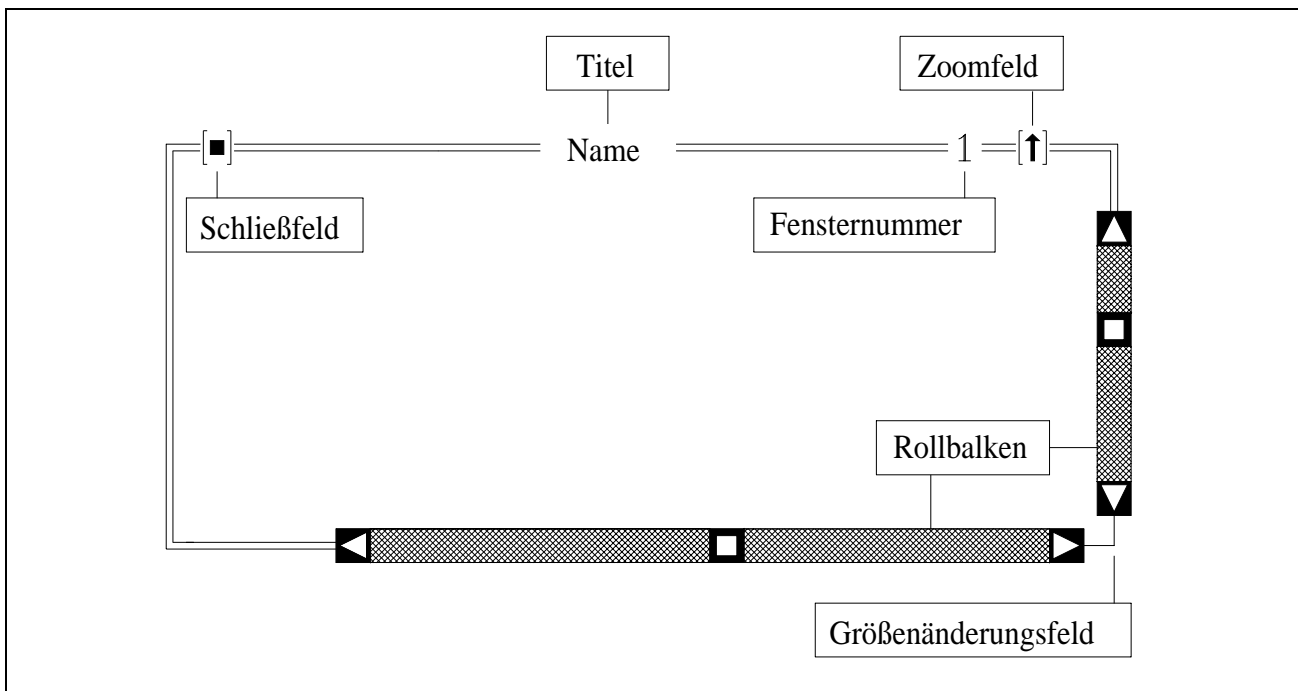 Titel
Zoomfeld
[■] Name 1 [↑]
Schließfeld
Fensternummer
Rollbalken
Größenänderungsfeld